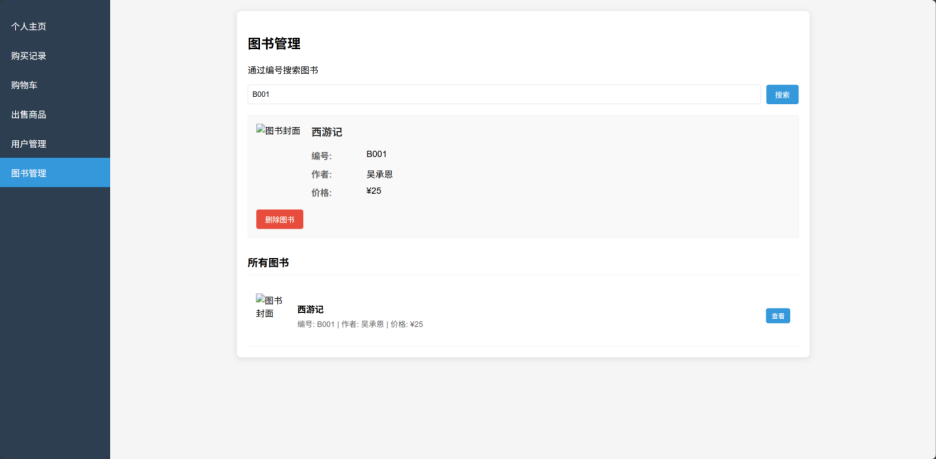 个人主页
购买记录
购物车
出售商品
用户管理
图书管理
图书管理
通过编号搜索图书
B001
搜索
图书封面
西游记
编号: B001
作者: 吴承恩
价格: ¥25
删除图书
所有图书
图书
封面
西游记
编号: B001 | 作者: 吴承恩 | 价格: ¥25
查看